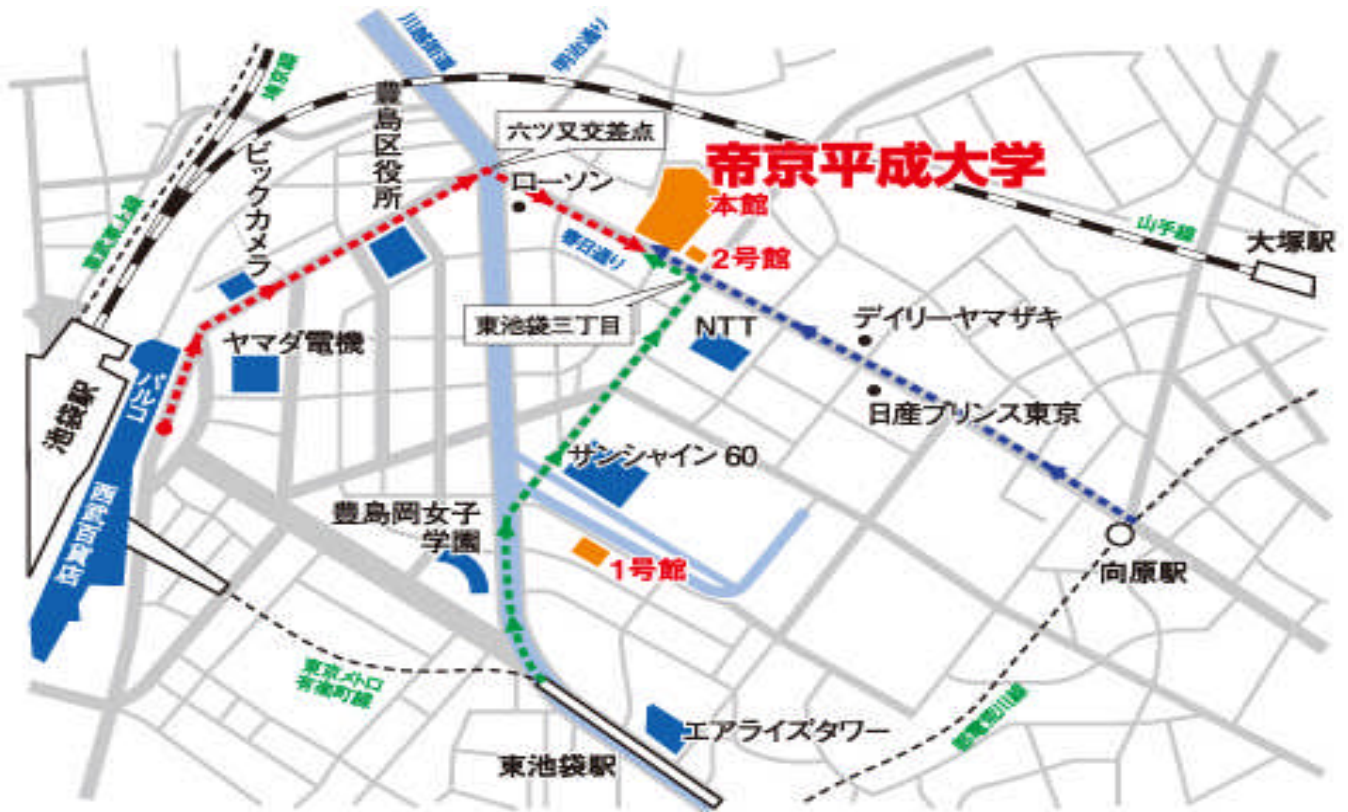 川越街道
明治通り
埼京線
豊島区役所
六ツ又交差点
帝京平成大学
ビックカメラ
ローソン
本館
東武東上線
山手線
大塚駅
春日通り
2号館
東池袋三丁目
NTT
デイリーヤマザキ
ヤマダ電機
パルコ
池袋駅
日産プリンス東京
サンシャイン 60
西武百貨店
豊島岡女子
学園
1号館
向原駅
東京メトロ
有楽町線
都電荒川線
エアライズタワー
東池袋駅